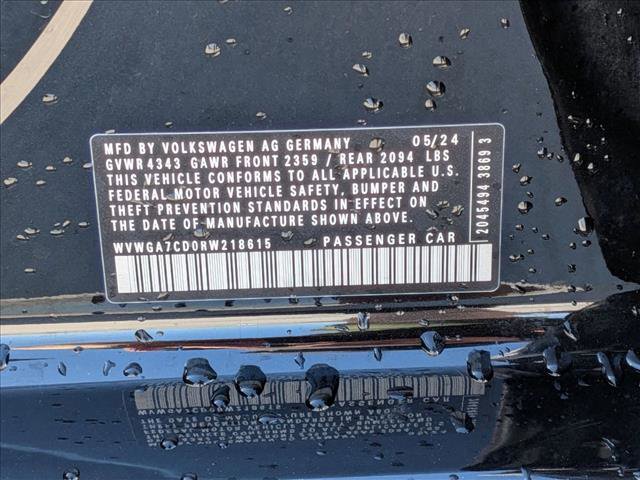 MFD BY VOLKSWAGEN AG GERMANY 05/24
GVWR 4343 GAWR FRONT 2359 / REAR 2094 LBS
THIS VEHICLE CONFORMS TO ALL APPLICABLE U.S.
FEDERAL MOTOR VEHICLE SAFETY, BUMPER AND
THEFT PREVENTION STANDARDS IN EFFECT ON
THE DATE OF MANUFACTURE SHOWN ABOVE.
WVWGA7CD0RW218615 PASSENGER CAR
2045494 3869 3